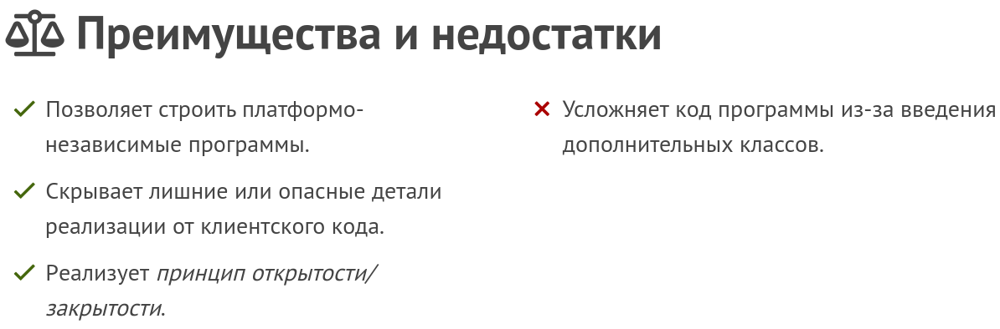 Преимущества и недостатки
Позволяет строить платформо-
независимые программы.
Скрывает лишние или опасные детали
реализации от клиентского кода.
Реализует принцип открытости/
закрытости.
Усложняет код программы из-за введения
дополнительных классов.